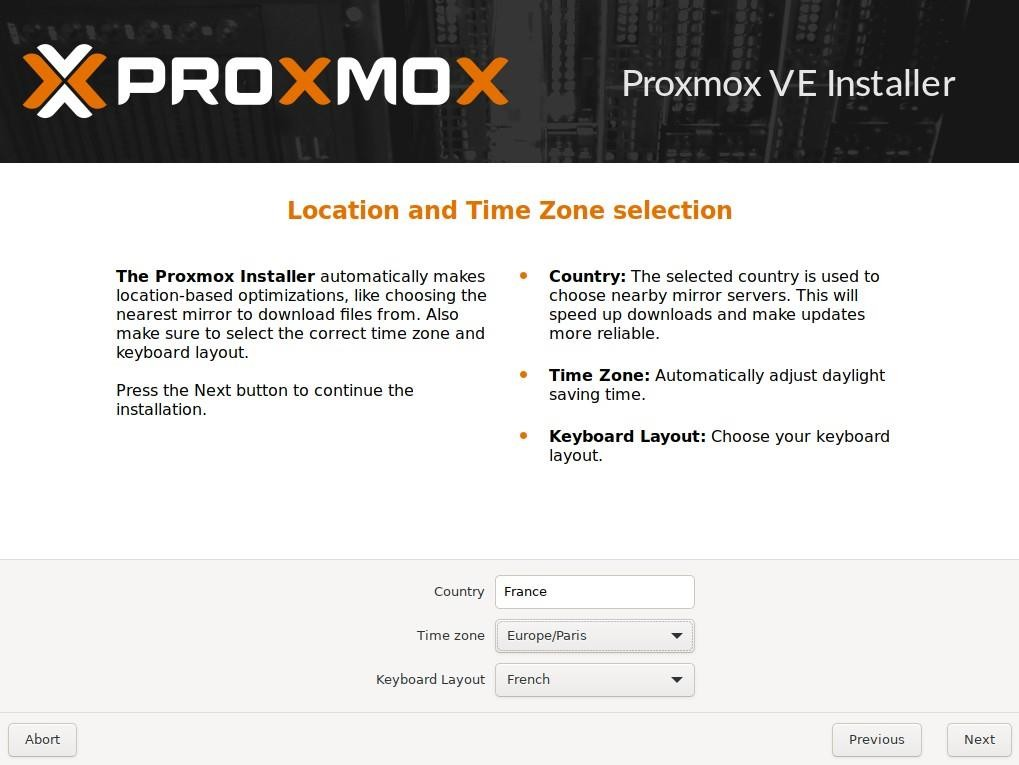 PROXMOX
Proxmox VE Installer
Location and Time Zone selection
The Proxmox Installer automatically makes
location-based optimizations, like choosing the
nearest mirror to download files from. Also
make sure to select the correct time zone and
keyboard layout.
Press the Next button to continue the
installation.
Country: The selected country is used to
choose nearby mirror servers. This will
speed up downloads and make updates
more reliable.
Time Zone: Automatically adjust daylight
saving time.
Keyboard Layout: Choose your keyboard
layout.
Country France
Time zone Europe/Paris
Keyboard Layout French
Abort Previous Next